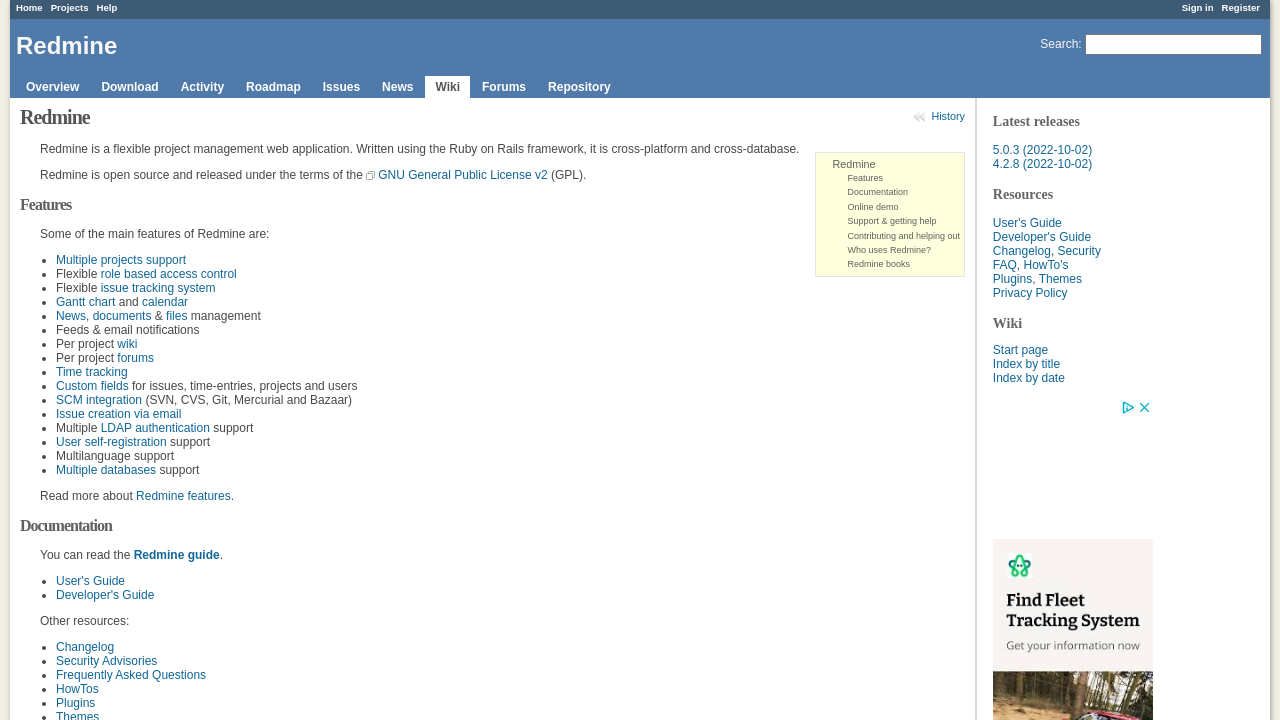 Home Projects Help
Sign in Register
Redmine
Search:
Overview Download Activity Roadmap Issues News Wiki Forums Repository
Redmine
History
Redmine is a flexible project management web application. Written using the Ruby on Rails framework, it is cross-platform and cross-database.
Redmine is open source and released under the terms of the GNU General Public License v2 (GPL).
Redmine
Features
Documentation
Online demo
Support & getting help
Contributing and helping out
Who uses Redmine?
Redmine books
Features
Some of the main features of Redmine are:
Multiple projects support
Flexible role based access control
Flexible issue tracking system
Gantt chart and calendar
News, documents & files management
Feeds & email notifications
Per project wiki
Per project forums
Time tracking
Custom fields for issues, time-entries, projects and users
SCM integration (SVN, CVS, Git, Mercurial and Bazaar)
Issue creation via email
Multiple LDAP authentication support
User self-registration support
Multilanguage support
Multiple databases support
Read more about Redmine features.
Documentation
You can read the Redmine guide.
User's Guide
Developer's Guide
Other resources:
Changelog
Security Advisories
Frequently Asked Questions
HowTos
Plugins
Themes
Latest releases
5.0.3 (2022-10-02)
4.2.8 (2022-10-02)
Resources
User's Guide
Developer's Guide
Changelog, Security
FAQ, HowTo's
Plugins, Themes
Privacy Policy
Wiki
Start page
Index by title
Index by date
Find Fleet
Tracking System
Get your information now